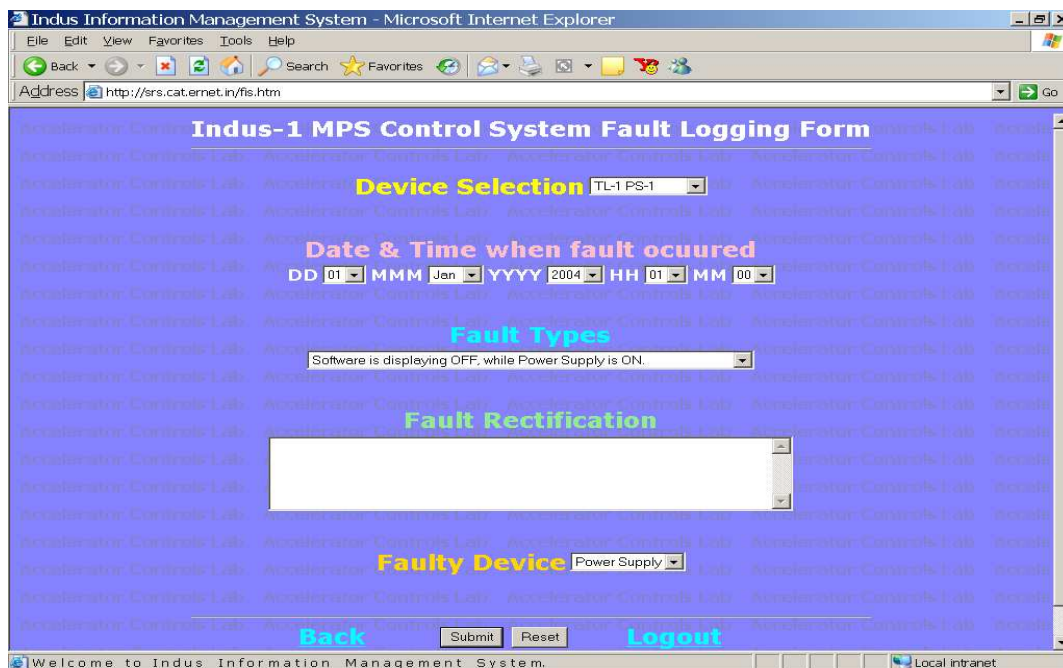 Indus Information Management System - Microsoft Internet Explorer
File Edit View Favorites Tools Help
Back Search Favorites
Address http://srs.cat.ernet.in/fis.htm Go
Indus-1 MPS Control System Fault Logging Form
Device Selection TL-1 PS-1
Date & Time when fault ocuured
DD 01 MMM Jan YYYY 2004 HH 01 MM 00
Fault Types
Software is displaying OFF, while Power Supply is ON.
Fault Rectification
Faulty Device Power Supply
Back Submit Reset Logout
Welcome to Indus Information Management System. Local intranet
Accelerator Controls Lab